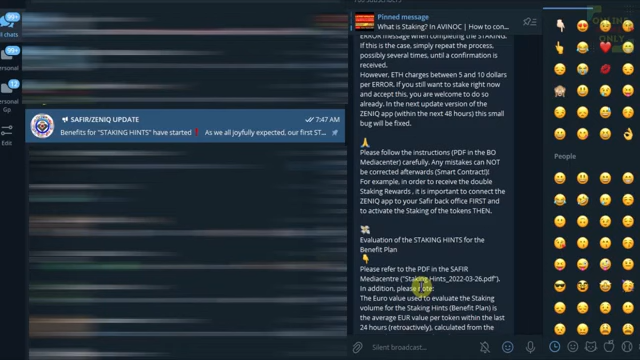 99+
99+
ersonal
12
ersonal
Gp.
Edit
SAFIR/ZENIQ UPDATE
7:47 AM
Benefits for "STAKING HINTS" have started❗ As we all joyfully expected, our first ST...
Pinned message
What is Staking? In AVINOC | How to con...
ERROR message when completing the STAKING.
If this is the case, simply repeat the process,
possibly several times, until a confirmation is
received.
However, ETH charges between 5 and 10 dollars
per ERROR. If you still want to stake right now
and accept this, you are welcome to do so
already. In the next update version of the
ZENIQ app (within the next 48 hours) this small
bug will be fixed.
🙏
Please follow the instructions (PDF in the BO
Mediacenter) carefully. Any mistakes can NOT
be corrected afterwards (Smart Contract)!
For example, in order to receive the double
Staking Rewards , it is important to connect the
ZENIQ app to your Safir back office FIRST and
to activate the Staking of the tokens THEN.
💸
Evaluation of the STAKING HINTS for the
Benefit Plan
👇
Please refer to the PDF in the SAFIR
Mediacentre ("Staking_Hints_2022-03-26.pdf"),
In addition, please note:
The Euro value used to evaluate the Staking
volume for the Staking Hints (Benefit Plan) is
the average EUR value per token within the last
24 hours (retroactively), calculated from the
Silent broadcast...
People
ONLY